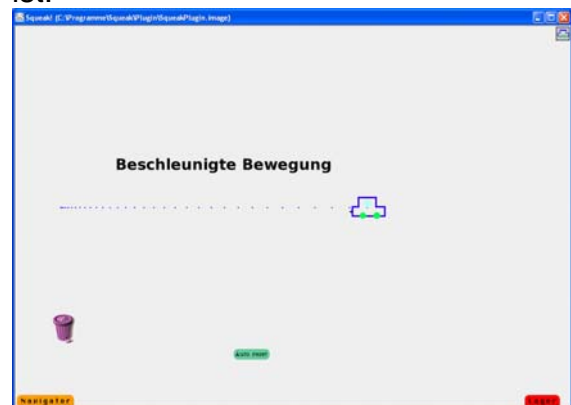 ist.
Squeak! (C:\Programme\Squeak\Plugin\SqueakPlugin.image)
Beschleunigte Bewegung
Navigator